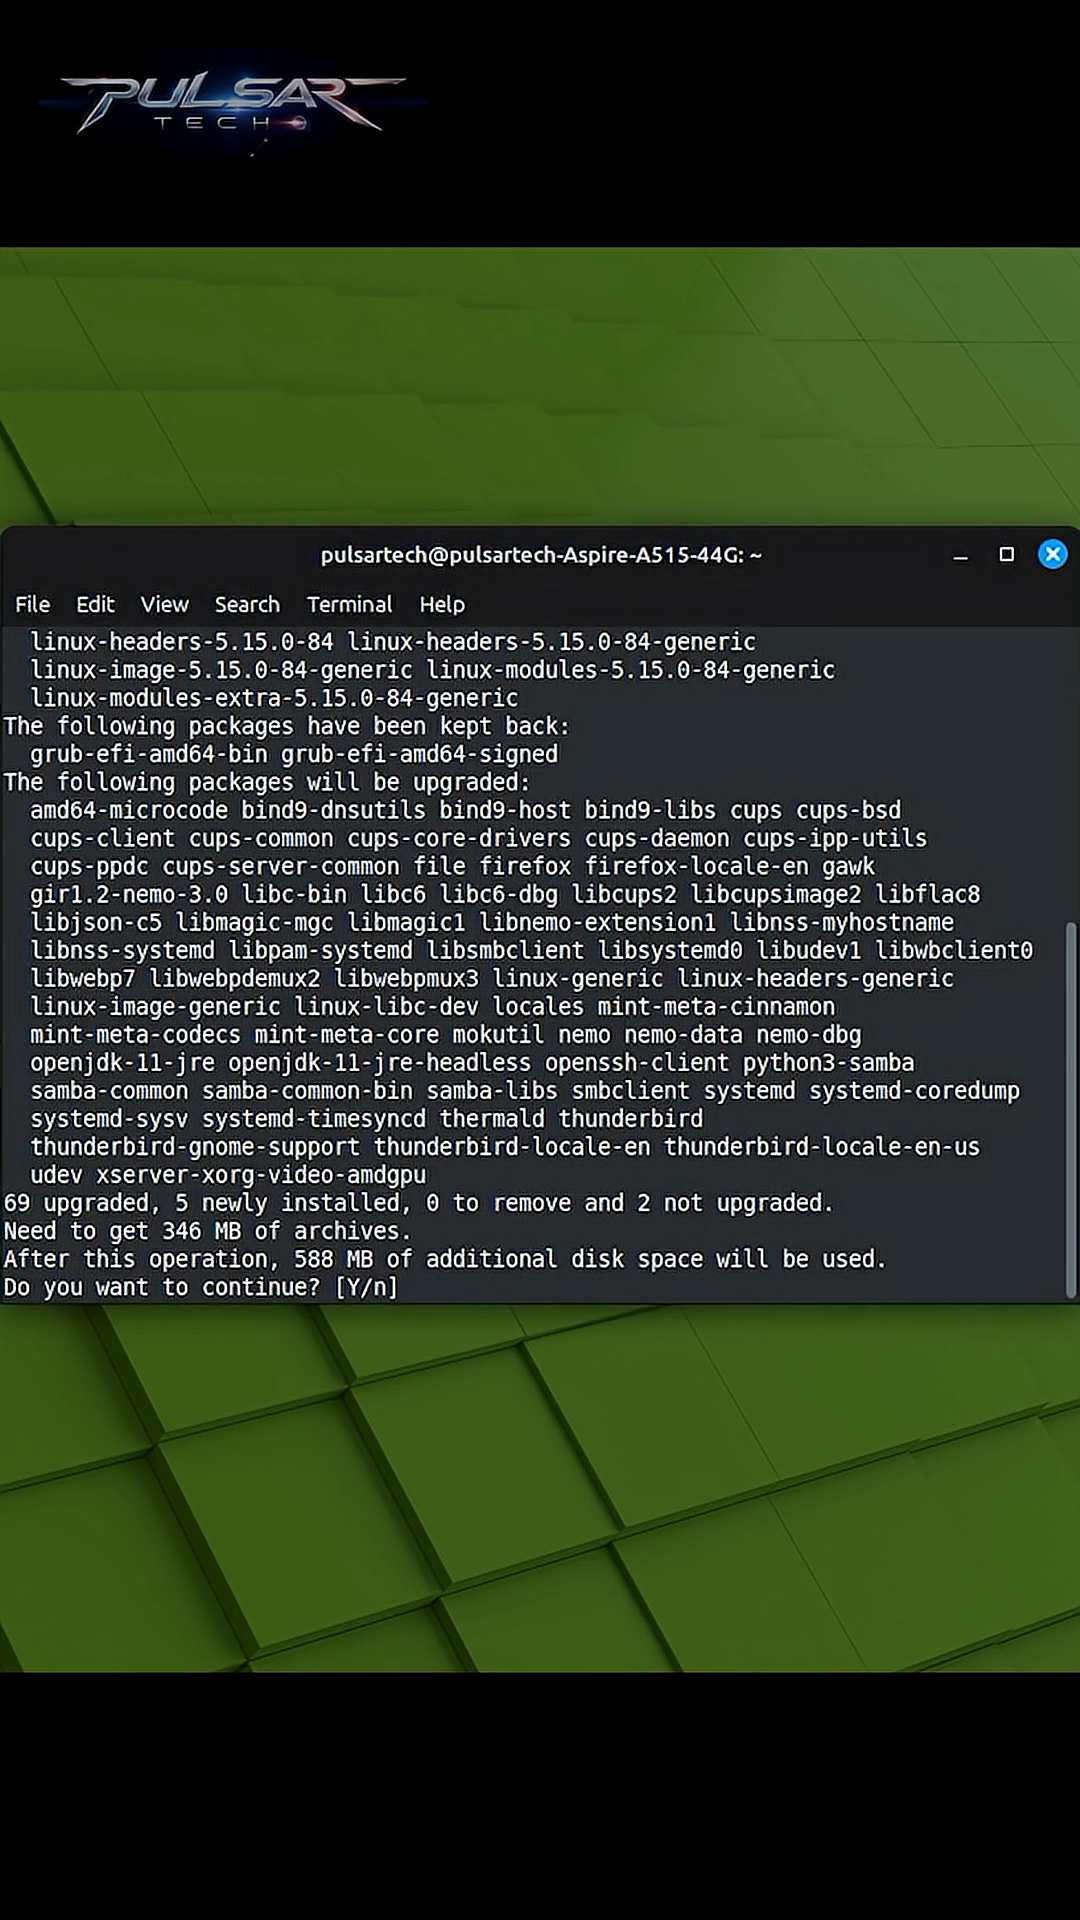 PULSAR
TECH
pulsartech@pulsartech-Aspire-A515-44G: ~
File Edit View Search Terminal Help
linux-headers-5.15.0-84 linux-headers-5.15.0-84-generic
linux-image-5.15.0-84-generic linux-modules-5.15.0-84-generic
linux-modules-extra-5.15.0-84-generic
The following packages have been kept back:
grub-efi-amd64-bin grub-efi-amd64-signed
The following packages will be upgraded:
amd64-microcode bind9-dnsutils bind9-host bind9-libs cups cups-bsd
cups-client cups-common cups-core-drivers cups-daemon cups-ipp-utils
cups-ppdc cups-server-common file firefox firefox-locale-en gawk
gir1.2-nemo-3.0 libc-bin libc6 libc6-dbg libcups2 libcupsimage2 libflac8
libjson-c5 libmagic-mgc libmagic1 libnemo-extension1 libnss-myhostname
libnss-systemd libpam-systemd libsmbclient libsystemd0 libudev1 libwbclient0
libwebp7 libwebpdemux2 libwebpmux3 linux-generic linux-headers-generic
linux-image-generic linux-libc-dev locales mint-meta-cinnamon
mint-meta-codecs mint-meta-core mokutil nemo nemo-data nemo-dbg
openjdk-11-jre openjdk-11-jre-headless openssh-client python3-samba
samba-common samba-common-bin samba-libs smbclient systemd systemd-coredump
systemd-sysv systemd-timesyncd thermald thunderbird
thunderbird-gnome-support thunderbird-locale-en thunderbird-locale-en-us
udev xserver-xorg-video-amdgpu
69 upgraded, 5 newly installed, 0 to remove and 2 not upgraded.
Need to get 346 MB of archives.
After this operation, 588 MB of additional disk space will be used.
Do you want to continue? [Y/n]